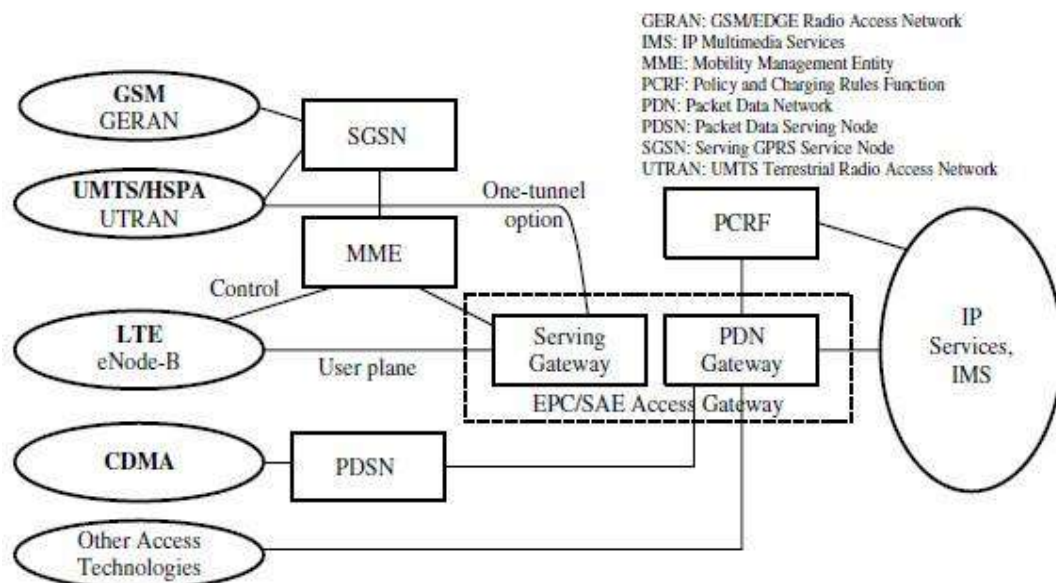 GERAN: GSM/EDGE Radio Access Network
IMS: IP Multimedia Services
MME: Mobility Management Entity
PCRF: Policy and Charging Rules Function
PDN: Packet Data Network
PDSN: Packet Data Serving Node
SGSN: Serving GPRS Service Node
UTRAN: UMTS Terrestrial Radio Access Network
GSM
GERAN
SGSN
UMTS/HSPA
UTRAN
One-tunnel
option
PCRF
MME
Control
LTE
eNode-B
User plane
Serving
Gateway
PDN
Gateway
EPC/SAE Access Gateway
IP
Services,
IMS
CDMA
PDSN
Other Access
Technologies